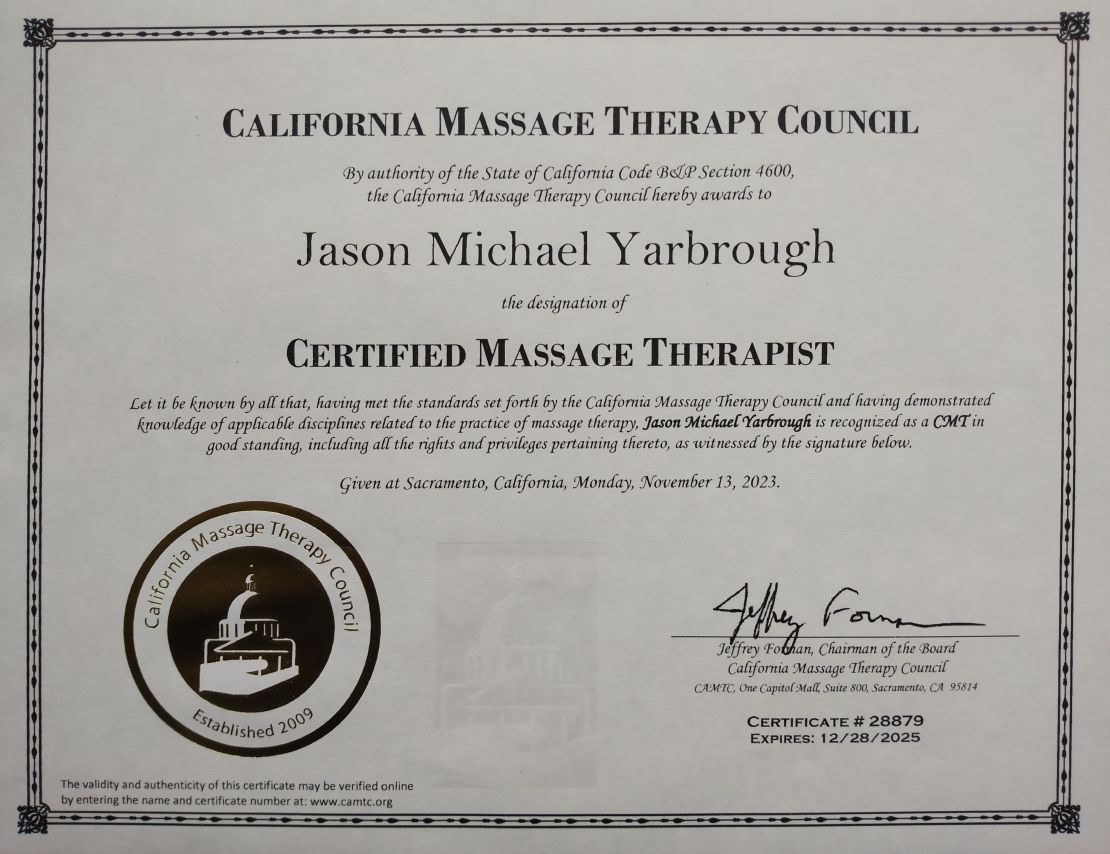 CALIFORNIA MASSAGE THERAPY COUNCIL
By authority of the State of California Code B&P Section 4600,
the California Massage Therapy Council hereby awards to
Jason Michael Yarbrough
the designation of
CERTIFIED MASSAGE THERAPIST
Let it be known by all that, having met the standards set forth by the California Massage Therapy Council and having demonstrated
knowledge of applicable disciplines related to the practice of massage therapy, Jason Michael Yarbrough is recognized as a CMT in
good standing, including all the rights and privileges pertaining thereto, as witnessed by the signature below.
Given at Sacramento, California, Monday, November 13, 2023.
California Massage Therapy Council
Established 2009
Jeffrey Forman
Jeffrey Forman, Chairman of the Board
California Massage Therapy Council
CAMTC, One Capitol Mall, Suite 800, Sacramento, CA 95814
CERTIFICATE # 28879
EXPIRES: 12/28/2025
The validity and authenticity of this certificate may be verified online
by entering the name and certificate number at: www.camtc.org